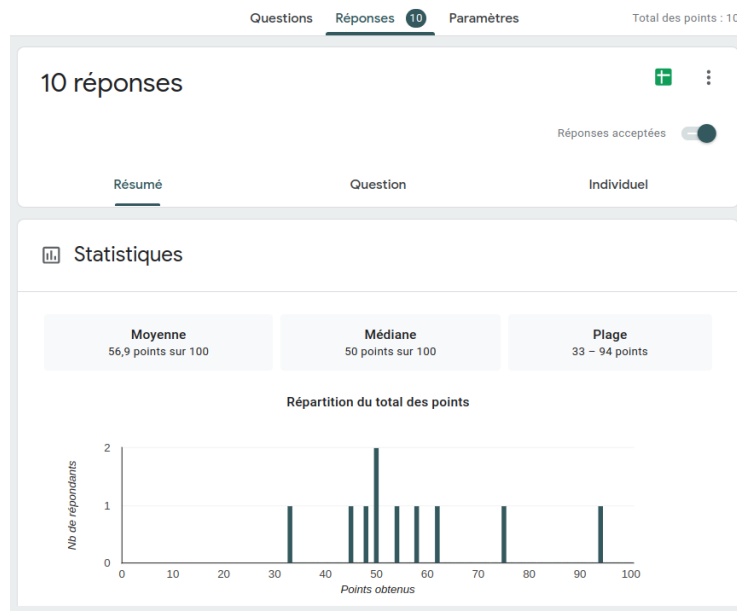 Questions Réponses 10 Paramètres Total des points : 10
10 réponses
Réponses acceptées
Résumé Question Individuel
Statistiques
Moyenne Médiane Plage
56,9 points sur 100 50 points sur 100 33 – 94 points
Répartition du total des points
Nb de répondants
2
1
0
0 10 20 30 40 50 60 70 80 90 100
Points obtenus